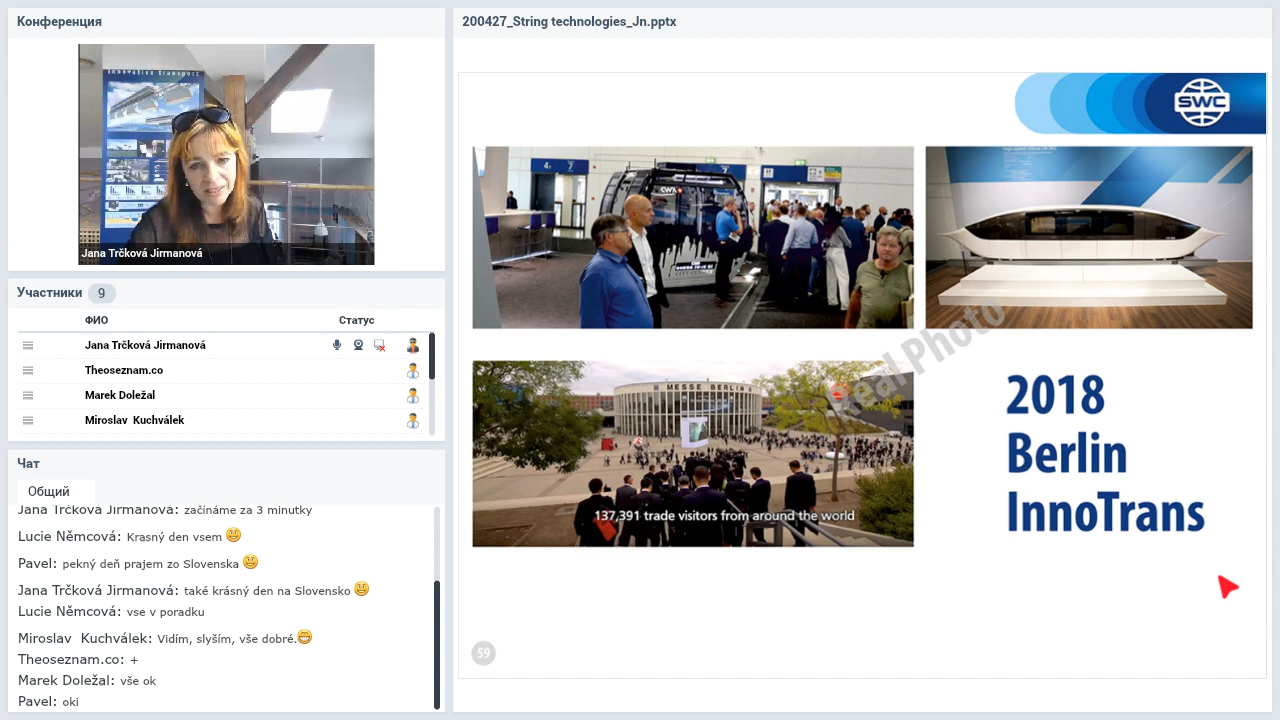 Конференция
innovating transport
Jana Trčková Jirmanová
Участники 9
ФИО Статус
Jana Trčková Jirmanová
Theoseznam.co
Marek Doležal
Miroslav Kuchválek
Чат
Общий
Jana Trčková Jirmanová: začínáme za 3 minutky
Lucie Němcová: Krasný den vsem
Pavel: pekný deň prajem zo Slovenska
Jana Trčková Jirmanová: také krásný den na Slovensko
Lucie Němcová: vse v poradku
Miroslav Kuchválek: Vidím, slyším, vše dobré.
Theoseznam.co: +
Marek Doležal: vše ok
Pavel: oki
200427_String technologies_Jn.pptx
SWC
7
CWA
MESSE BERLIN
137,391 trade visitors from around the world
Real Photo
2018
Berlin
InnoTrans
59